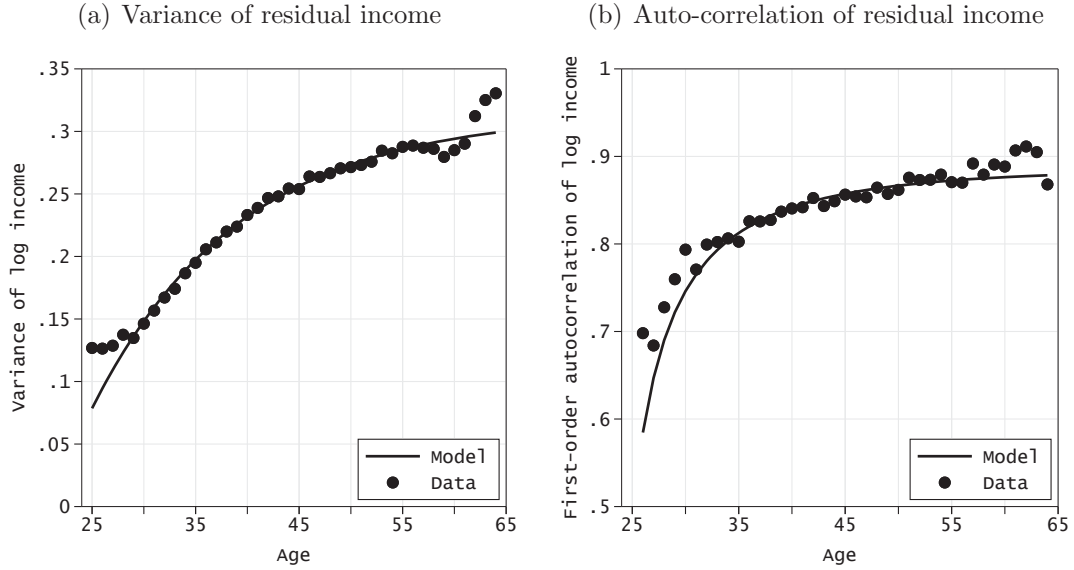 (a) Variance of residual income
Variance of log income
.35
.3
.25
.2
.15
.1
.05
0
25 35 45 55 65
Age
Model
Data
(b) Auto-correlation of residual income
First-order autocorrelation of log income
1
.9
.8
.7
.6
.5
25 35 45 55 65
Age
Model
Data